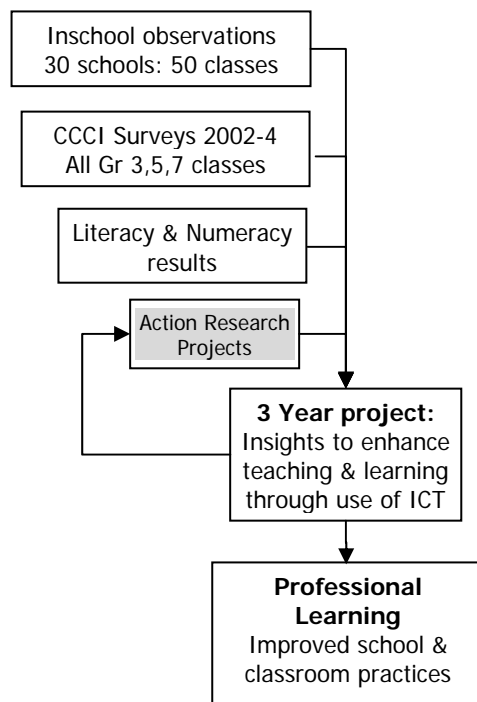 Inschool observations
30 schools: 50 classes
CCCI Surveys 2002-4
All Gr 3,5,7 classes
Literacy & Numeracy
results
Action Research
Projects
3 Year project:
Insights to enhance
teaching & learning
through use of ICT
Professional
Learning
Improved school &
classroom practices